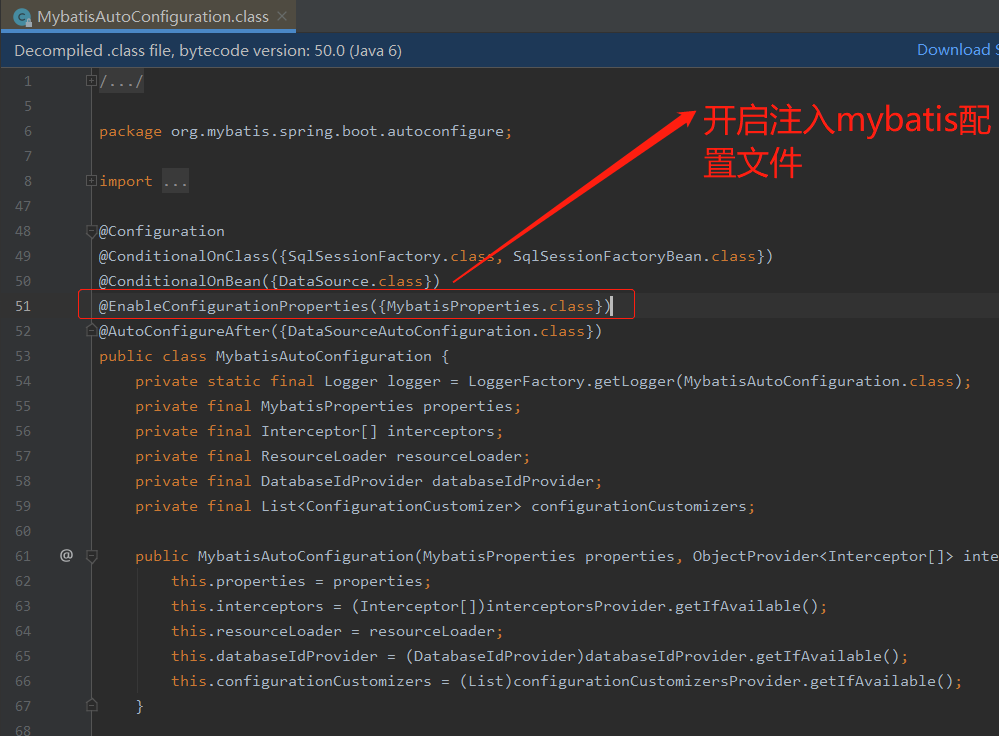 MybatisAutoConfiguration.class
Decompiled .class file, bytecode version: 50.0 (Java 6) Download
1 /.../
5
6 package org.mybatis.spring.boot.autoconfigure;
7
8 import ...
47
48 @Configuration
49 @ConditionalOnClass({SqlSessionFactory.class, SqlSessionFactoryBean.class})
50 @ConditionalOnBean({DataSource.class})
51 @EnableConfigurationProperties({MybatisProperties.class})
52 @AutoConfigureAfter({DataSourceAutoConfiguration.class})
53 public class MybatisAutoConfiguration {
54 private static final Logger logger = LoggerFactory.getLogger(MybatisAutoConfiguration.class);
55 private final MybatisProperties properties;
56 private final Interceptor[] interceptors;
57 private final ResourceLoader resourceLoader;
58 private final DatabaseIdProvider databaseIdProvider;
59 private final List<ConfigurationCustomizer> configurationCustomizers;
60
61 @ public MybatisAutoConfiguration(MybatisProperties properties, ObjectProvider<Interceptor[]> inte
62 this.properties = properties;
63 this.interceptors = (Interceptor[])interceptorsProvider.getIfAvailable();
64 this.resourceLoader = resourceLoader;
65 this.databaseIdProvider = (DatabaseIdProvider)databaseIdProvider.getIfAvailable();
66 this.configurationCustomizers = (List)configurationCustomizersProvider.getIfAvailable();
67 }
68
开启注入mybatis配
置文件